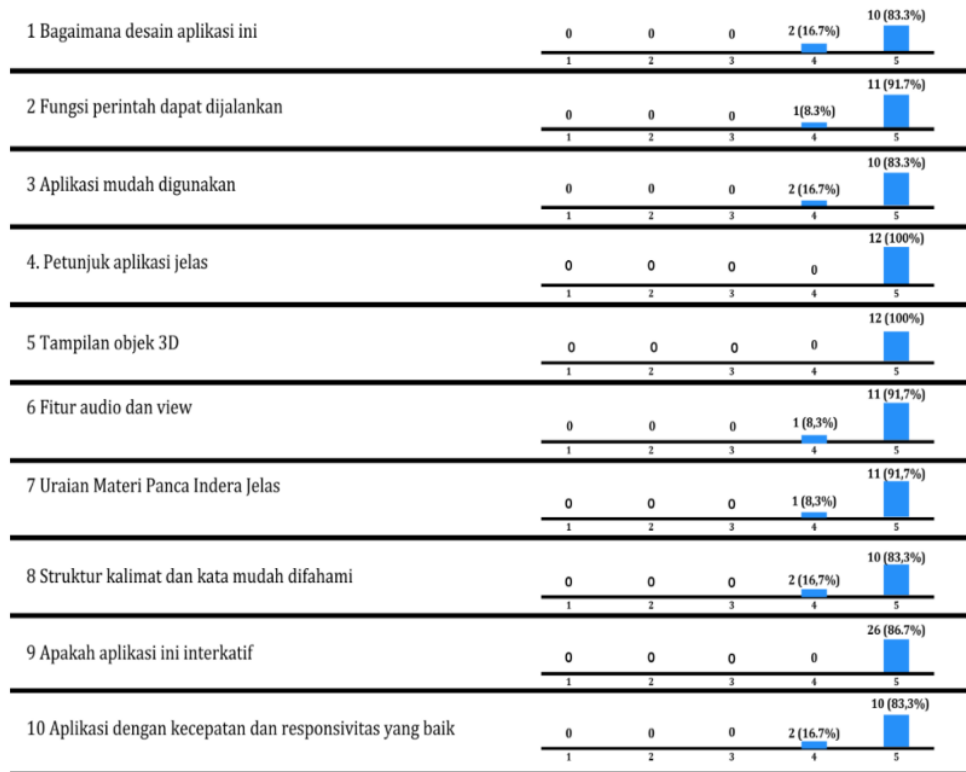 10 (83.3%)
1 Bagaimana desain aplikasi ini
0 0 0 2 (16.7%)
1 2 3 4 5
11 (91.7%)
2 Fungsi perintah dapat dijalankan
0 0 0 1(8.3%)
1 2 3 4 5
10 (83.3%)
3 Aplikasi mudah digunakan
0 0 0 2 (16.7%)
1 2 3 4 5
12 (100%)
4. Petunjuk aplikasi jelas
0 0 0 0
1 2 3 4 5
12 (100%)
5 Tampilan objek 3D
0 0 0 0
1 2 3 4 5
11 (91,7%)
6 Fitur audio dan view
0 0 0 1 (8,3%)
1 2 3 4 5
11 (91,7%)
7 Uraian Materi Panca Indera Jelas
0 0 0 1 (8,3%)
1 2 3 4 5
10 (83,3%)
8 Struktur kalimat dan kata mudah difahami
0 0 0 2 (16,7%)
1 2 3 4 5
26 (86.7%)
9 Apakah aplikasi ini interkatif
0 0 0 0
1 2 3 4 5
10 (83,3%)
10 Aplikasi dengan kecepatan dan responsivitas yang baik
0 0 0 2 (16.7%)
1 2 3 4 5